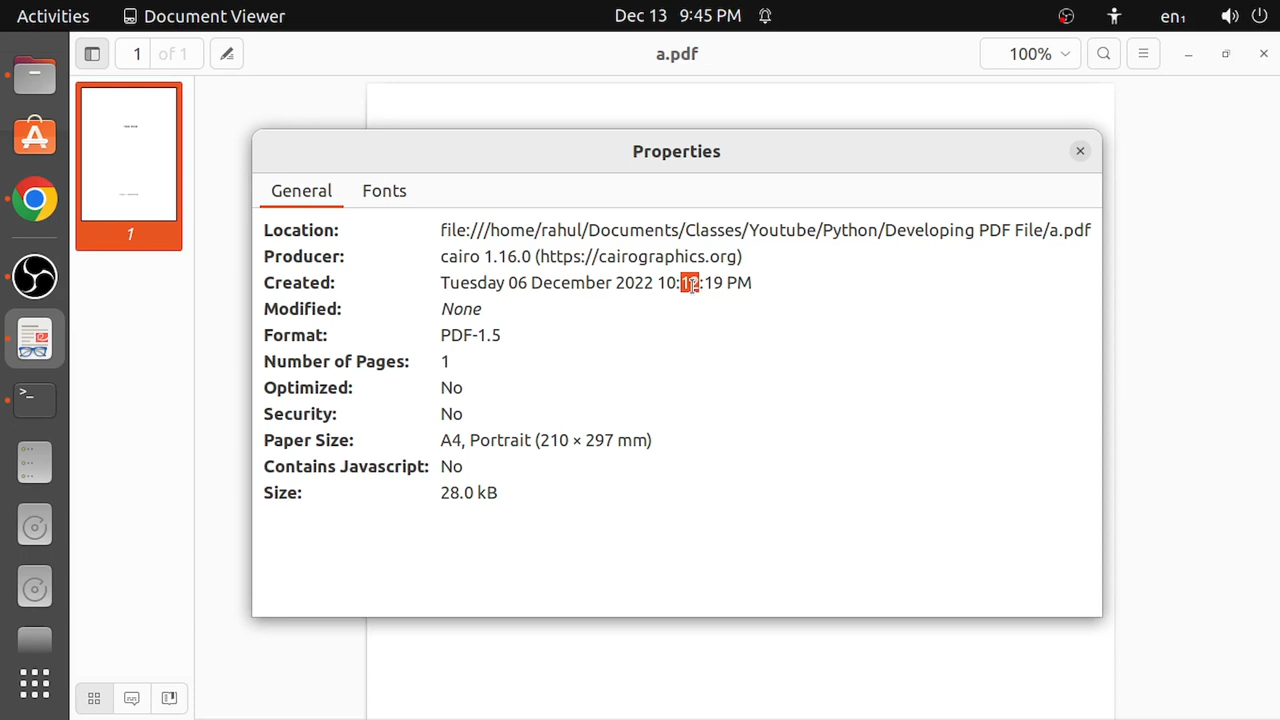 Activities Document Viewer Dec 13 9:45 PM en₁
1 of 1 a.pdf 100%
Properties
General Fonts
Location: file:///home/rahul/Documents/Classes/Youtube/Python/Developing PDF File/a.pdf
Producer: cairo 1.16.0 (https://cairographics.org)
Created: Tuesday 06 December 2022 10:12:19 PM
Modified: None
Format: PDF-1.5
Number of Pages: 1
Optimized: No
Security: No
Paper Size: A4, Portrait (210 × 297 mm)
Contains Javascript: No
Size: 28.0 kB
1